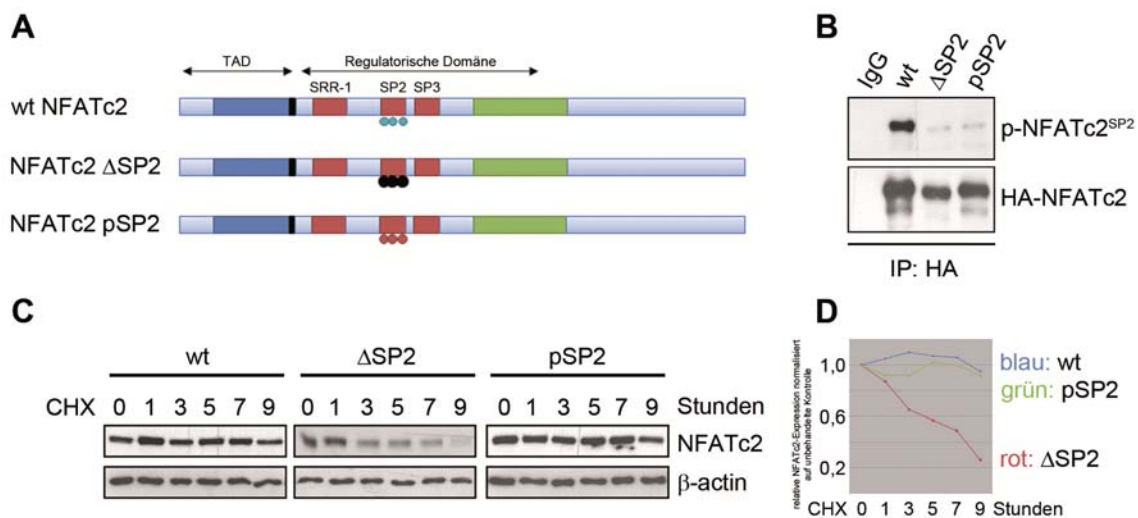 A
TAD
Regulatorische Domäne
SRR-1 SP2 SP3
wt NFATc2
NFATc2 ΔSP2
NFATc2 pSP2
B
IgG wt ΔSP2 pSP2
p-NFATc2SP2
HA-NFATc2
IP: HA
C
wt ΔSP2 pSP2
CHX 0 1 3 5 7 9 0 1 3 5 7 9 0 1 3 5 7 9 Stunden
NFATc2
β-actin
D
relative NFATc2-Expression normalisiert
auf unbehandelte Kontrolle
1,0
0,6
0,2
blau: wt
grün: pSP2
rot: ΔSP2
CHX 0 1 3 5 7 9 Stunden